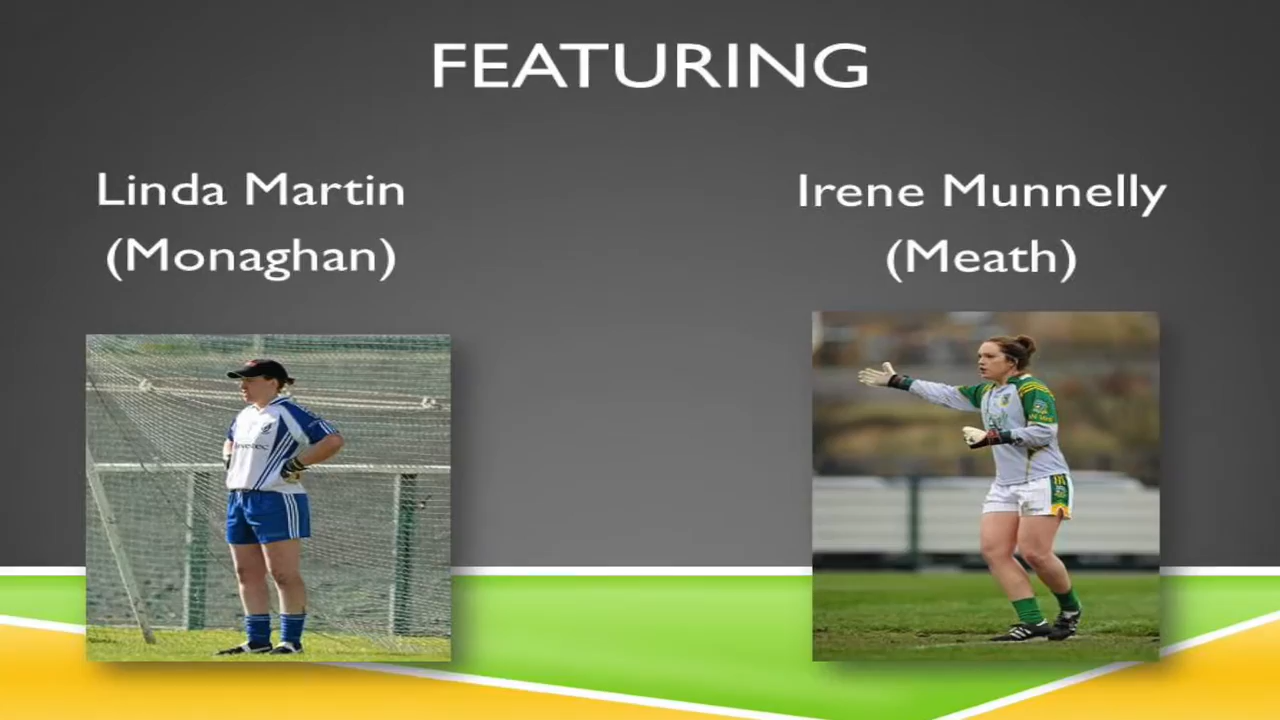 FEATURING
Linda Martin
(Monaghan)
Irene Munnelly
(Meath)